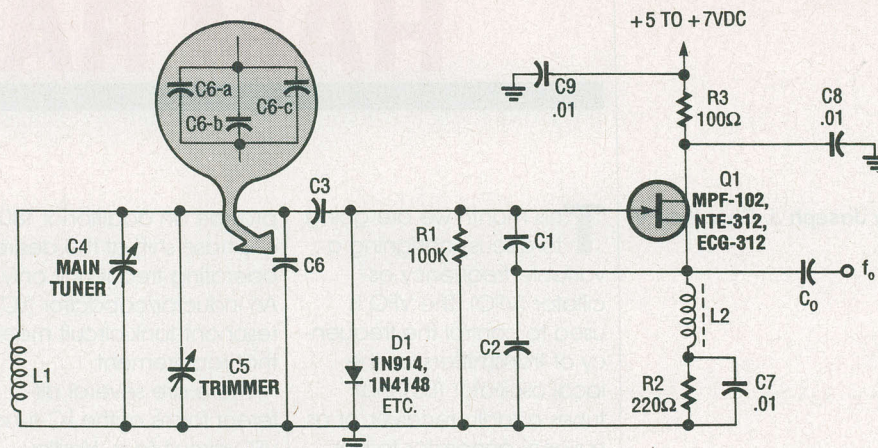 +5 TO +7VDC
C9
.01
R3
100Ω
C8
.01
C6-a
C6-b
C6-c
Q1
MPF-102,
NTE-312,
ECG-312
C3
C4
MAIN
TUNER
C6
R1
100K
C1
C0
fo
L1
C5
TRIMMER
D1
1N914,
1N4148
ETC.
C2
L2
R2
220Ω
C7
.01